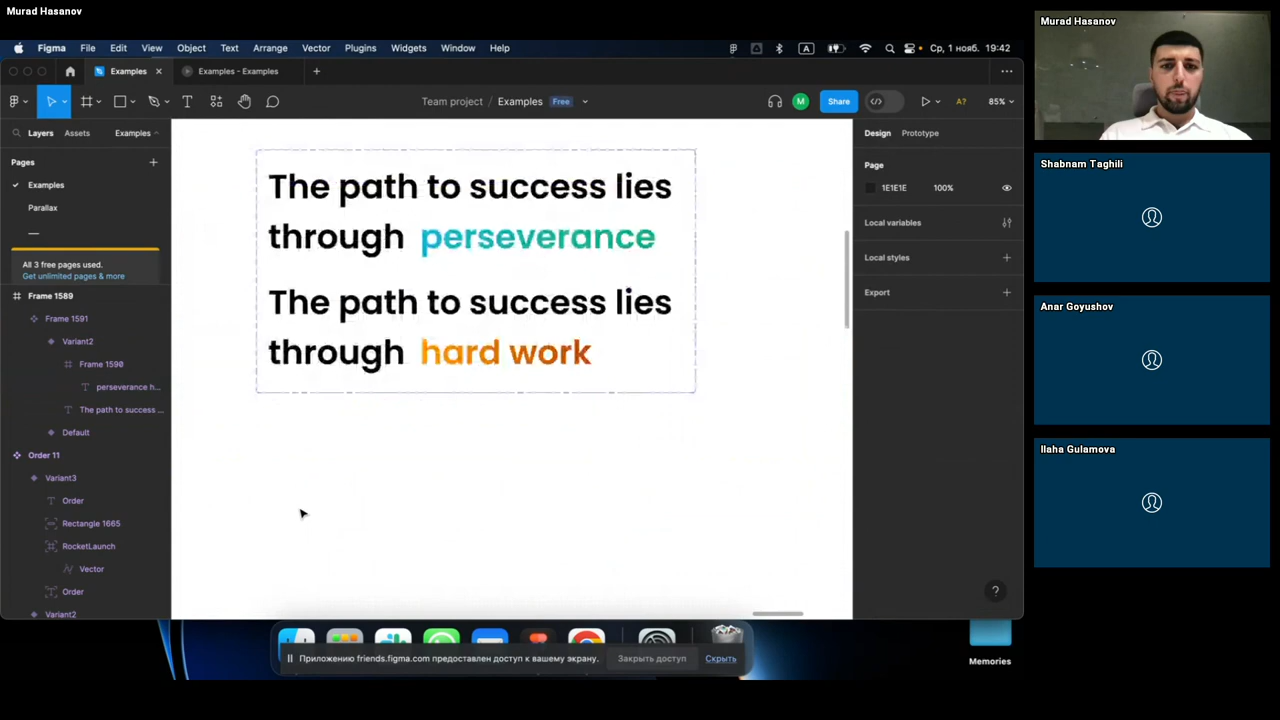 Murad Hasanov
Figma File Edit View Object Text Arrange Vector Plugins Widgets Window Help
A Ср, 1 нояб. 19:42
Examples
Examples - Examples
Team project / Examples Free
M Share A? 85%
Layers Assets Examples
Pages
Examples
Parallax
All 3 free pages used.
Get unlimited pages & more
Frame 1589
Frame 1591
Variant2
Frame 1590
perseverance h...
The path to success ...
Default
Order 11
Variant3
Order
Rectangle 1665
RocketLaunch
Vector
Order
Variant2
The path to success lies
through perseverance
The path to success lies
through hard work
Design Prototype
Page
1E1E1E 100%
Local variables
Local styles
Export
?
Приложению friends.figma.com предоставлен доступ к вашему экрану. Закрыть доступ Скрыть
Memories
Murad Hasanov
Shabnam Taghili
Anar Goyushov
Ilaha Gulamova